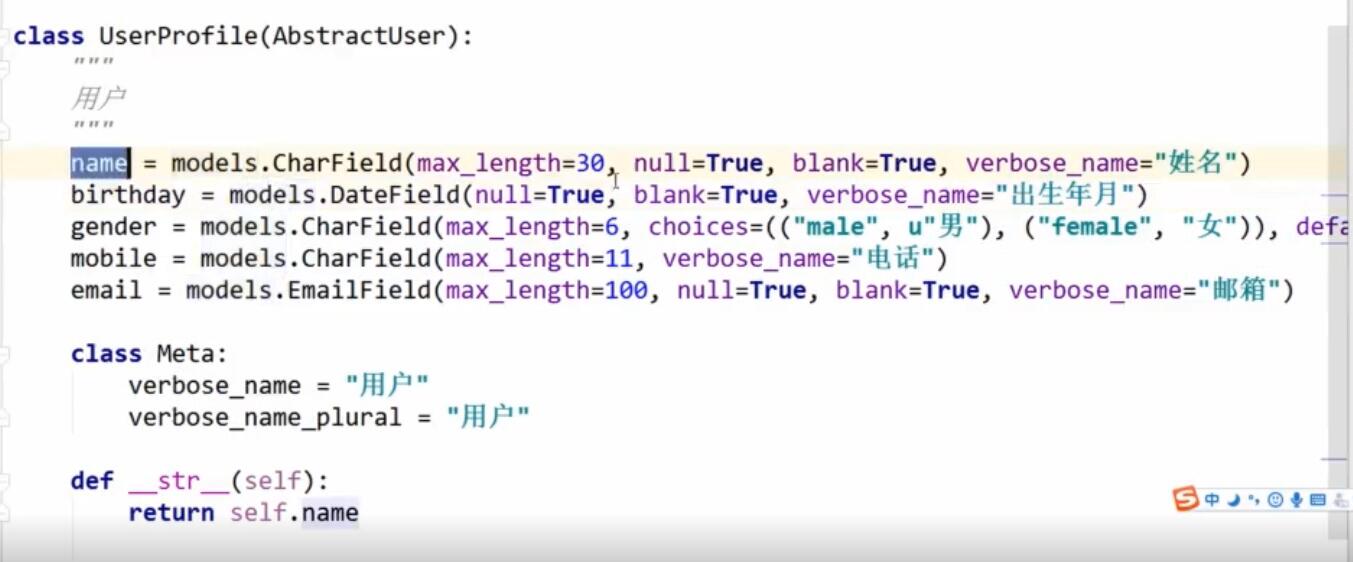 class UserProfile(AbstractUser):
"""
用户
"""
name = models.CharField(max_length=30, null=True, blank=True, verbose_name="姓名")
birthday = models.DateField(null=True, blank=True, verbose_name="出生年月")
gender = models.CharField(max_length=6, choices=(("male", u"男"), ("female", "女")), defa
mobile = models.CharField(max_length=11, verbose_name="电话")
email = models.EmailField(max_length=100, null=True, blank=True, verbose_name="邮箱")
class Meta:
verbose_name = "用户"
verbose_name_plural = "用户"
def __str__(self):
return self.name
S 中